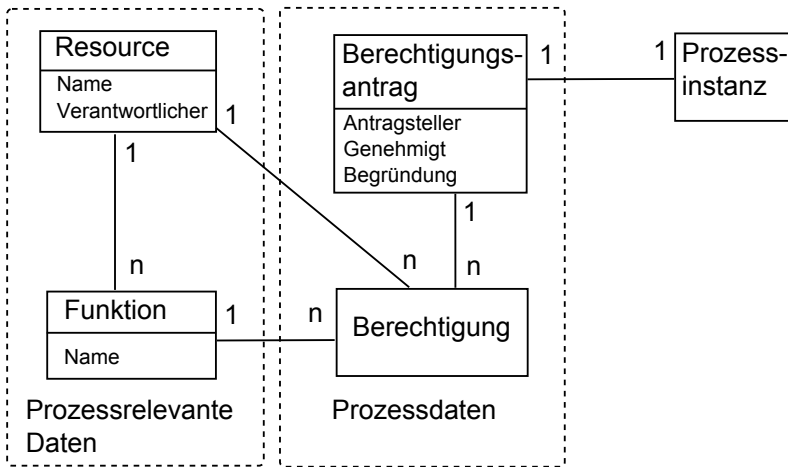 Resource
Name
Verantwortlicher
1
1
n
Funktion
Name
1
Prozessrelevante
Daten
Berechtigungs-
antrag
Antragsteller
Genehmigt
Begründung
1
1
n
n
n
Berechtigung
Prozessdaten
1
Prozess-
instanz